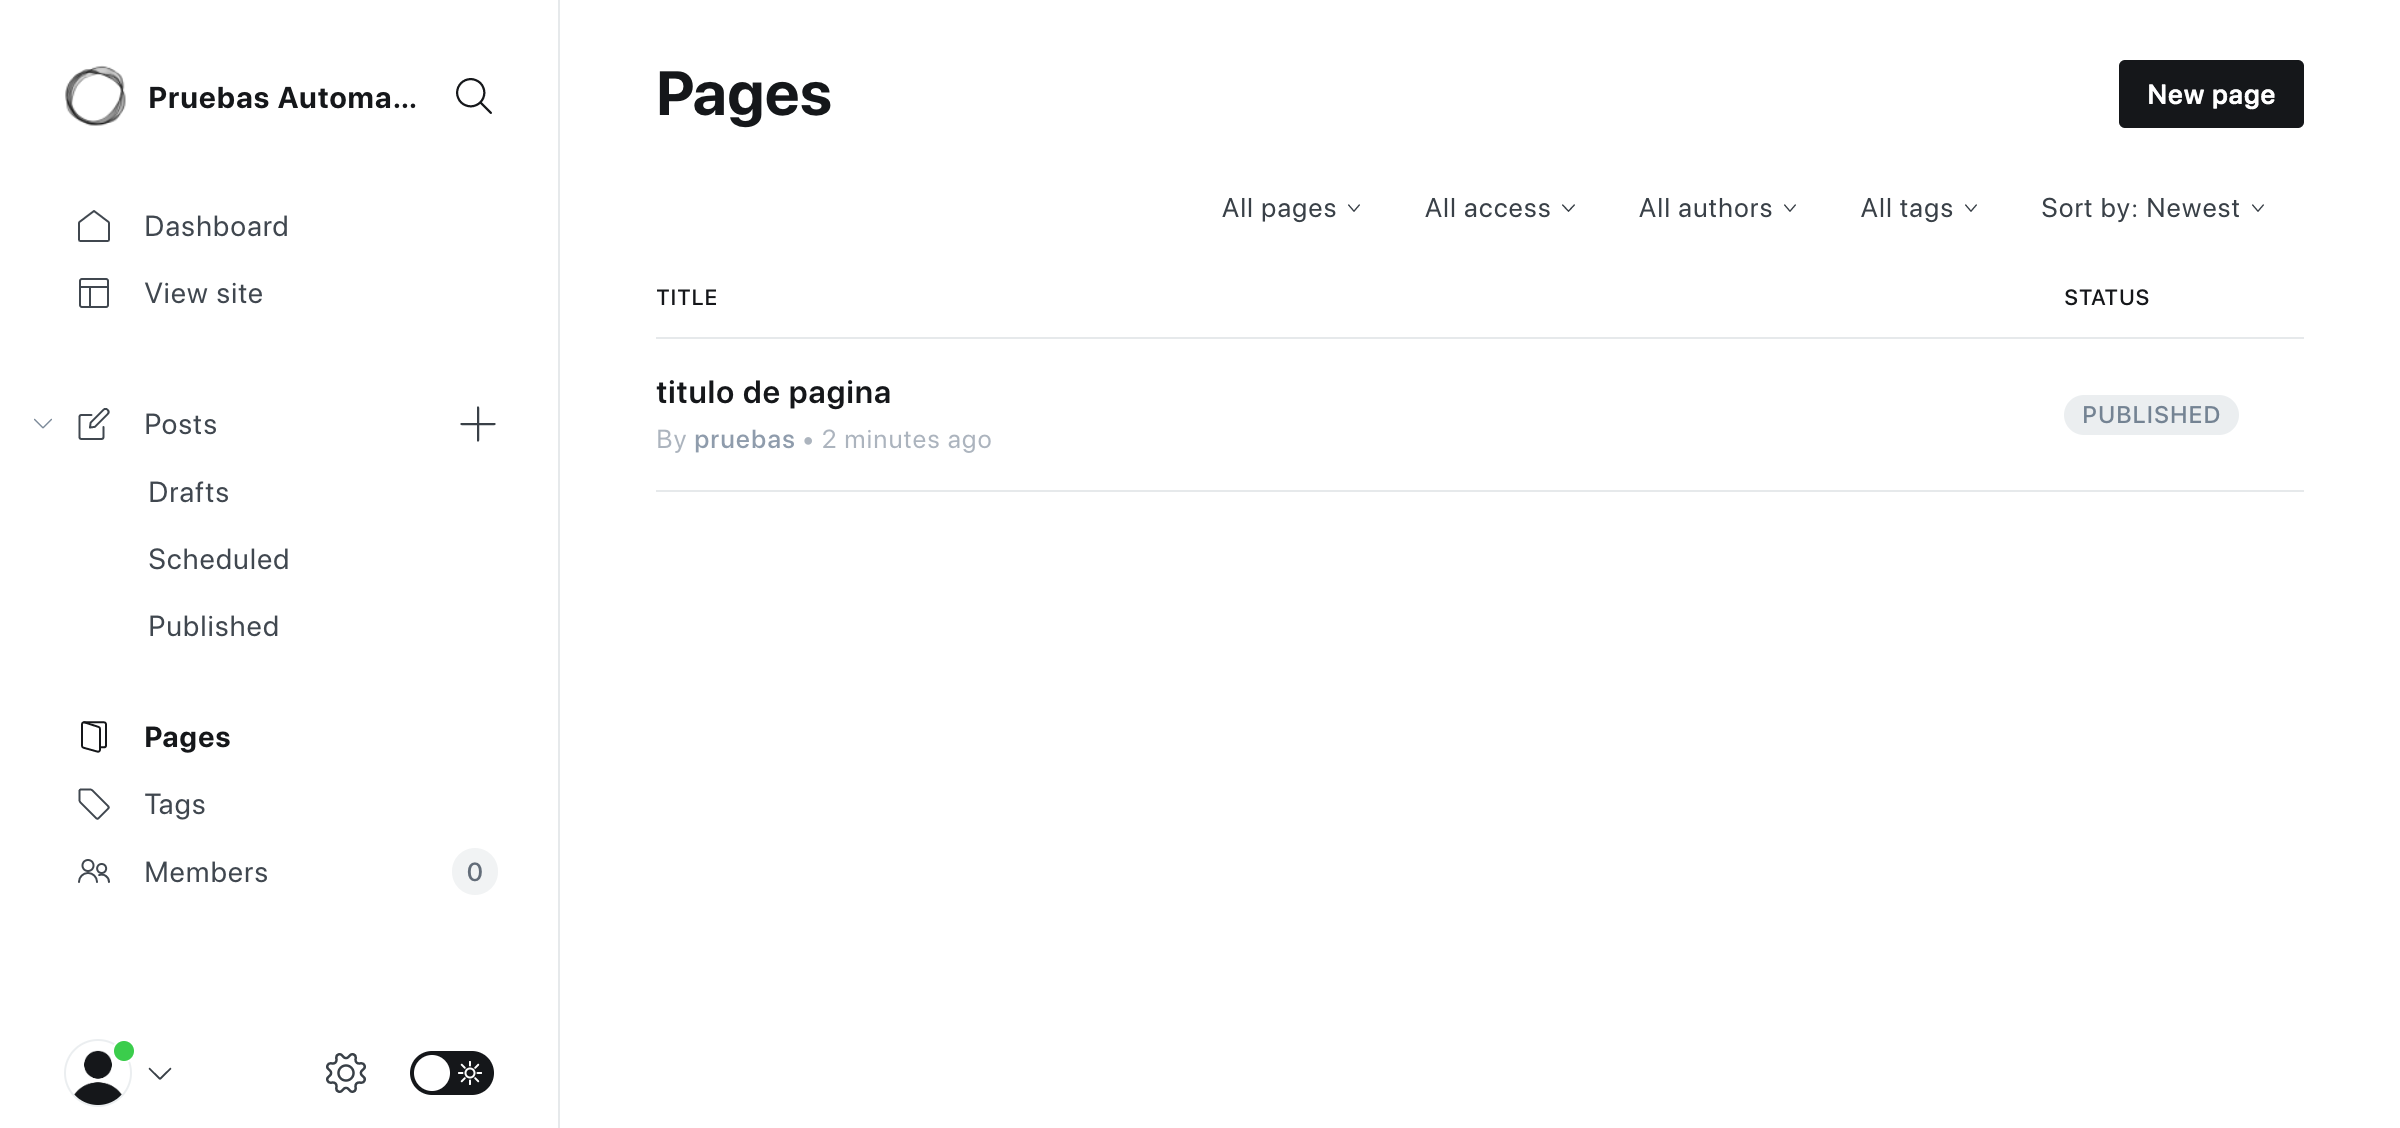 Pruebas Automa...
Dashboard
View site
Posts
Drafts
Scheduled
Published
Pages
Tags
Members 0
Pages
New page
All pages All access All authors All tags Sort by: Newest
TITLE STATUS
titulo de pagina
By pruebas • 2 minutes ago
PUBLISHED